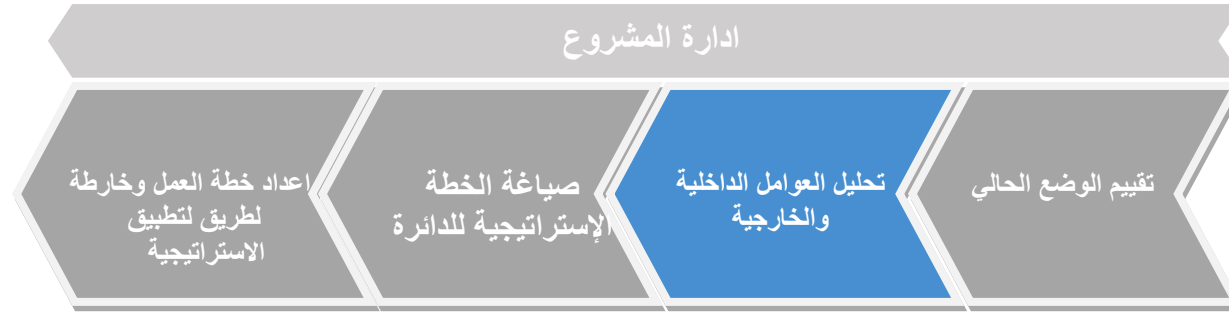 ادارة المشروع
تقييم الوضع الحالي
تحليل العوامل الداخلية
والخارجية
صياغة الخطة
الإستراتيجية للدائرة
اعداد خطة العمل وخارطة
لطريق لتطبيق
الاستراتيجية